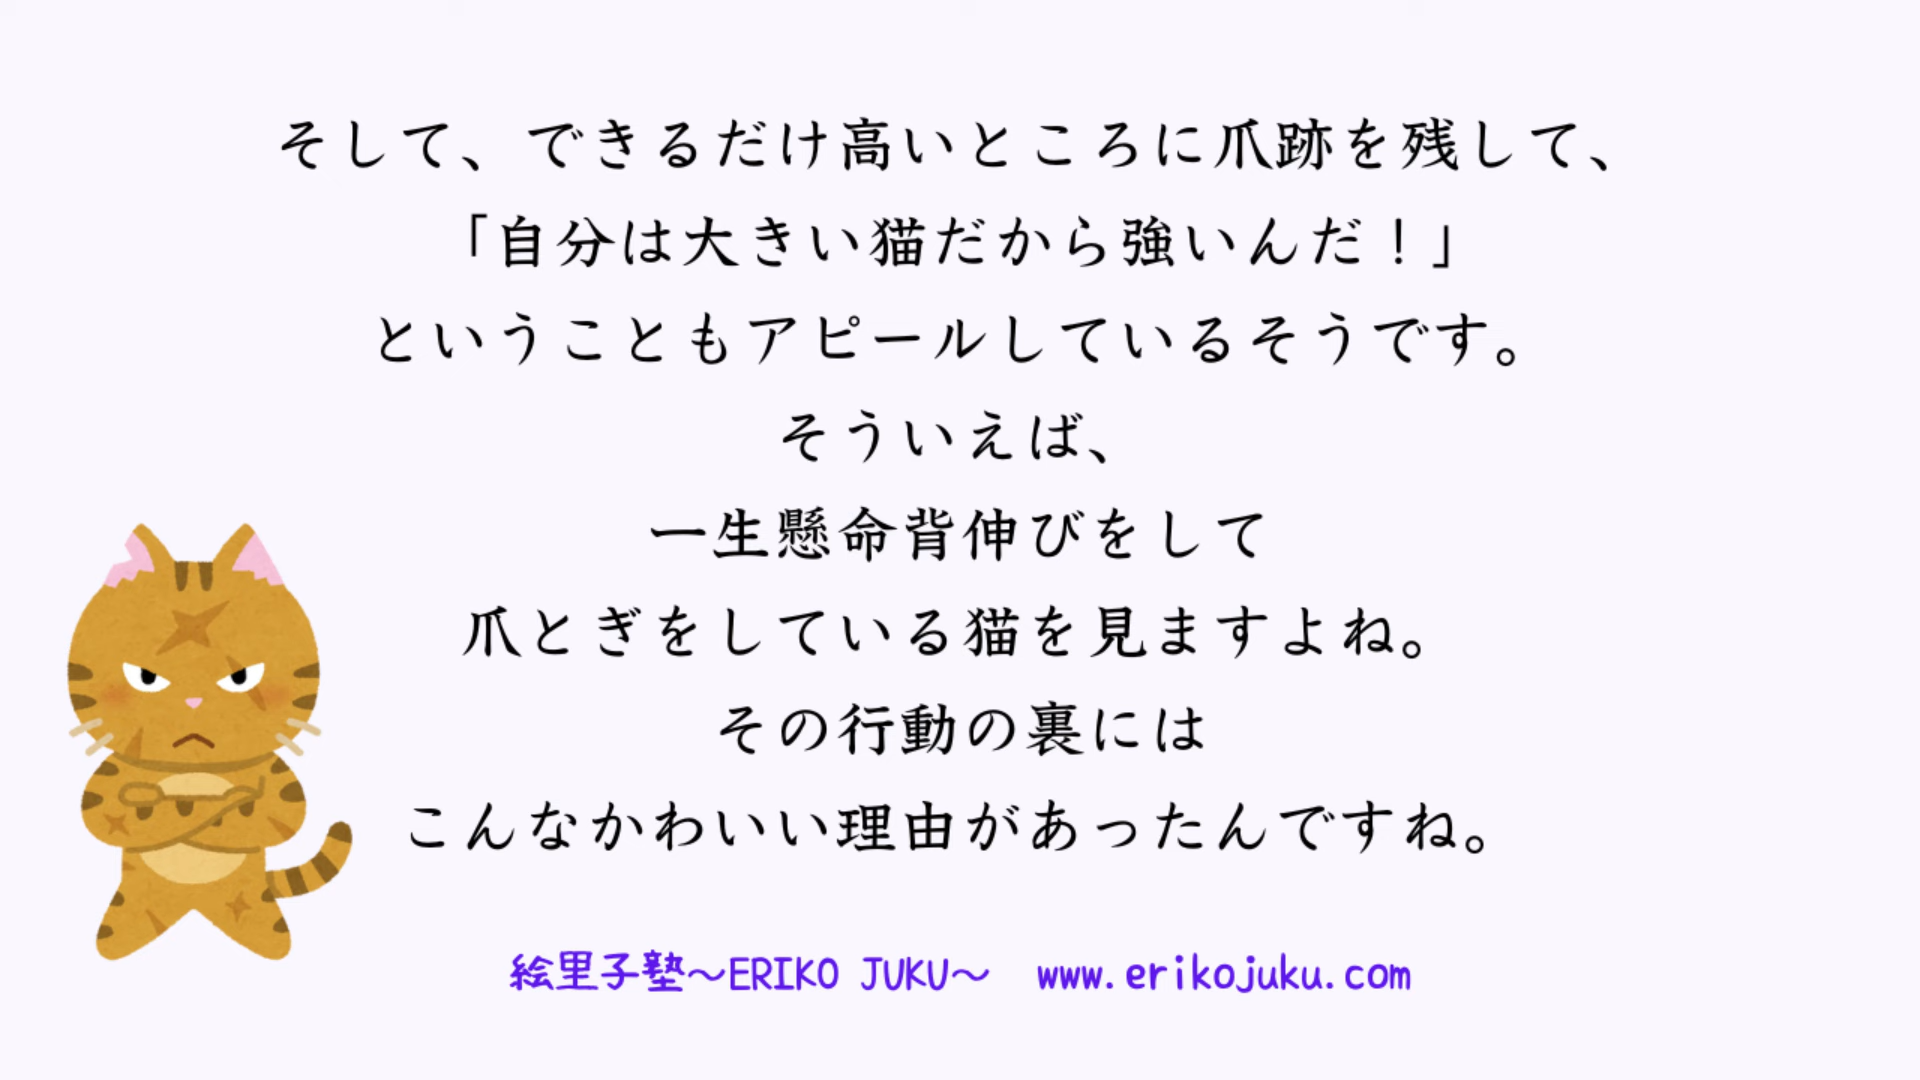 そして、できるだけ高いところに爪跡を残して、
「自分は大きい猫だから強いんだ！」
ということもアピールしているそうです。
そういえば、
一生懸命背伸びをして
爪とぎをしている猫を見ますよね。
その行動の裏には
こんなかわいい理由があったんですね。
絵里子塾～ERIKO JUKU～　www.erikojuku.com